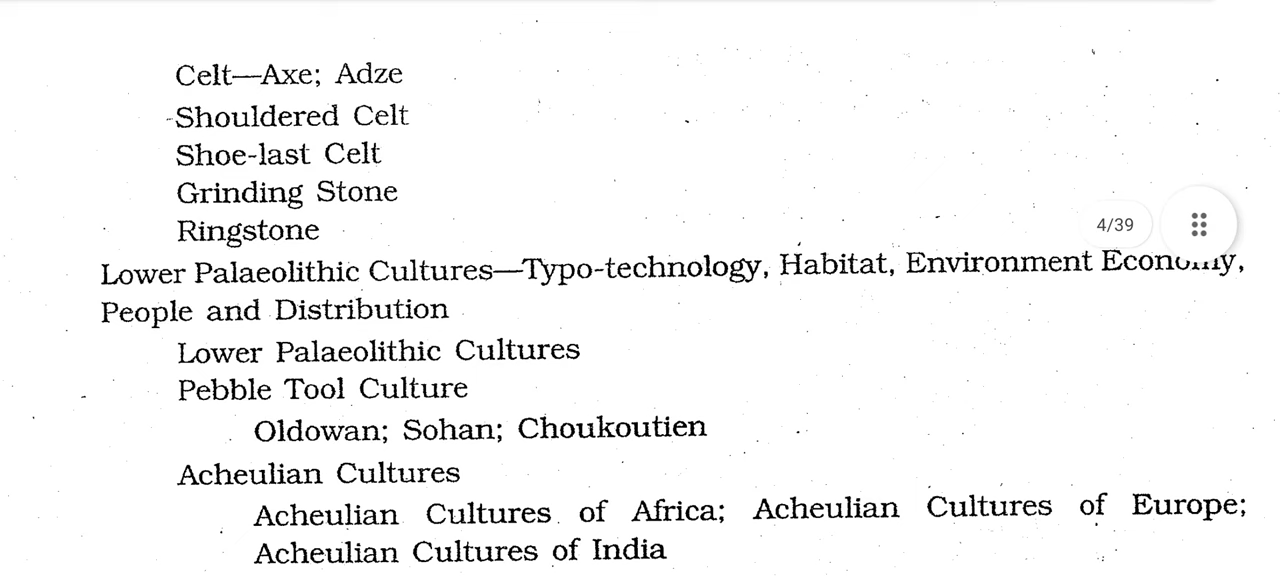 Celt—Axe; Adze
Shouldered Celt
Shoe-last Celt
Grinding Stone
Ringstone
4/39
Lower Palaeolithic Cultures—Typo-technology, Habitat, Environment
People and Distribution
Lower Palaeolithic Cultures
Pebble Tool Culture
Oldowan; Sohan; Choukoutien
Acheulian Cultures
Acheulian Cultures of Africa; Acheulian Cultures of Europe;
Acheulian Cultures of India